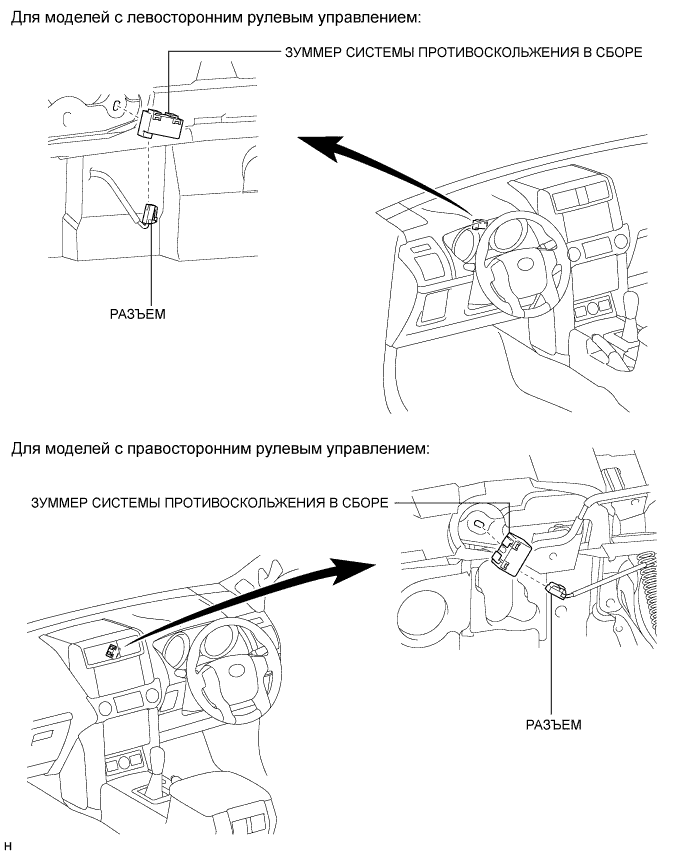 Для моделей с левосторонним рулевым управлением:
ЗУММЕР СИСТЕМЫ ПРОТИВОСКОЛЬЖЕНИЯ В СБОРЕ
РАЗЪЕМ
Для моделей с правосторонним рулевым управлением:
ЗУММЕР СИСТЕМЫ ПРОТИВОСКОЛЬЖЕНИЯ В СБОРЕ
РАЗЪЕМ
H